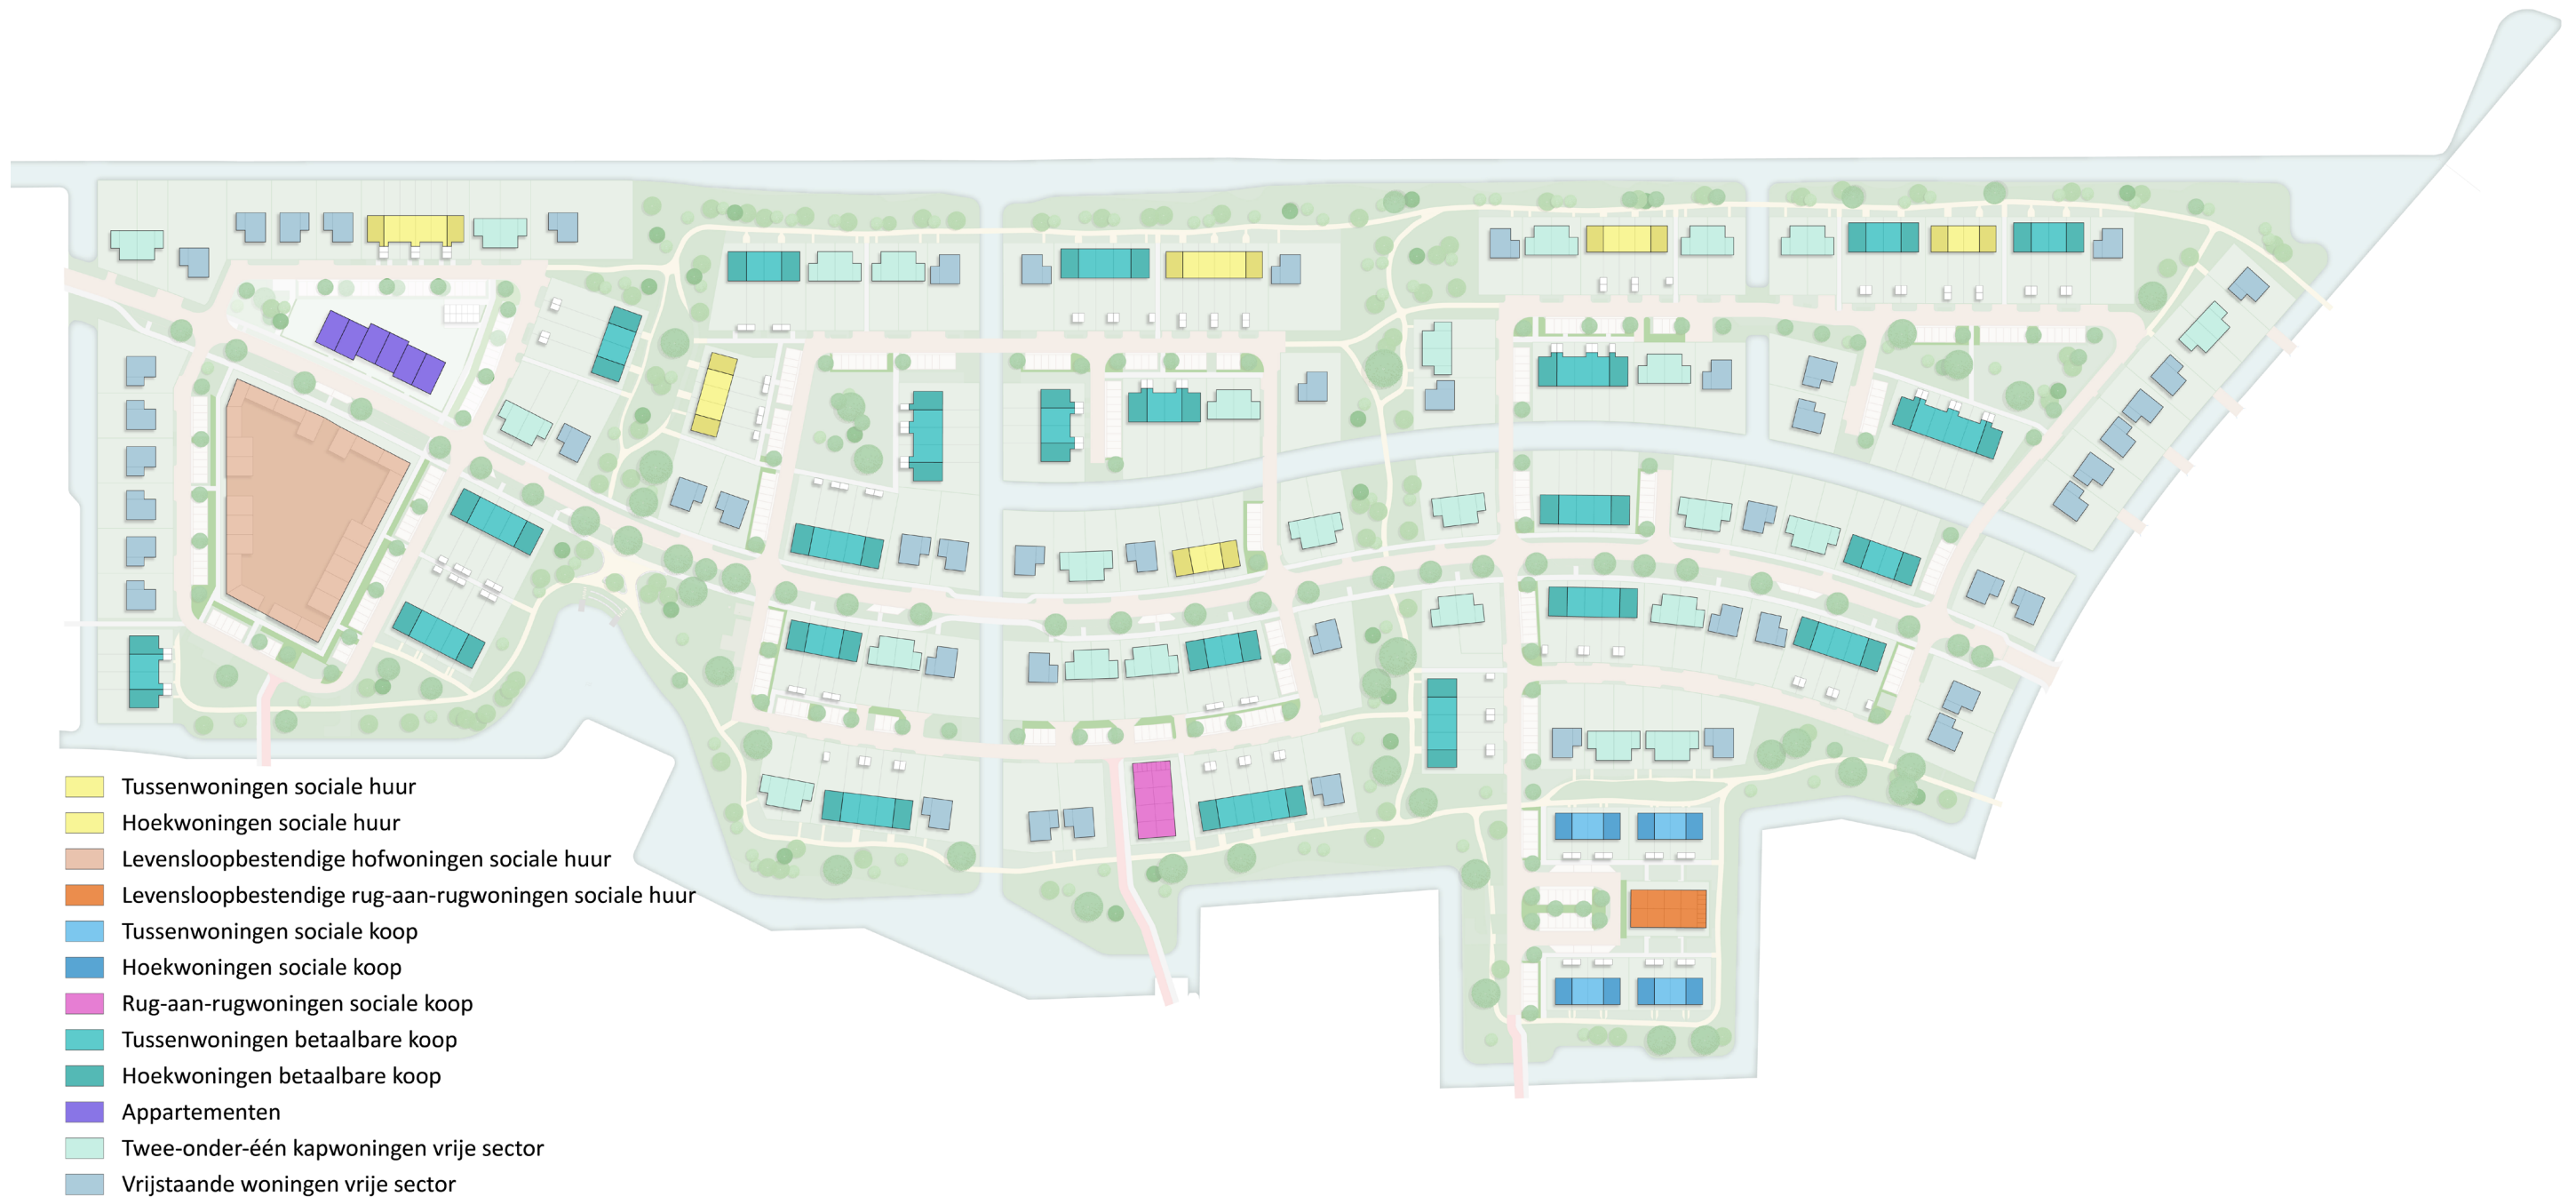 Tussenwoningen sociale huur
Hoekwoningen sociale huur
Levensloopbestendige hofwoningen sociale huur
Levensloopbestendige rug-aan-rugwoningen sociale huur
Tussenwoningen sociale koop
Hoekwoningen sociale koop
Rug-aan-rugwoningen sociale koop
Tussenwoningen betaalbare koop
Hoekwoningen betaalbare koop
Appartementen
Twee-onder-één kapwoningen vrije sector
Vrijstaande woningen vrije sector